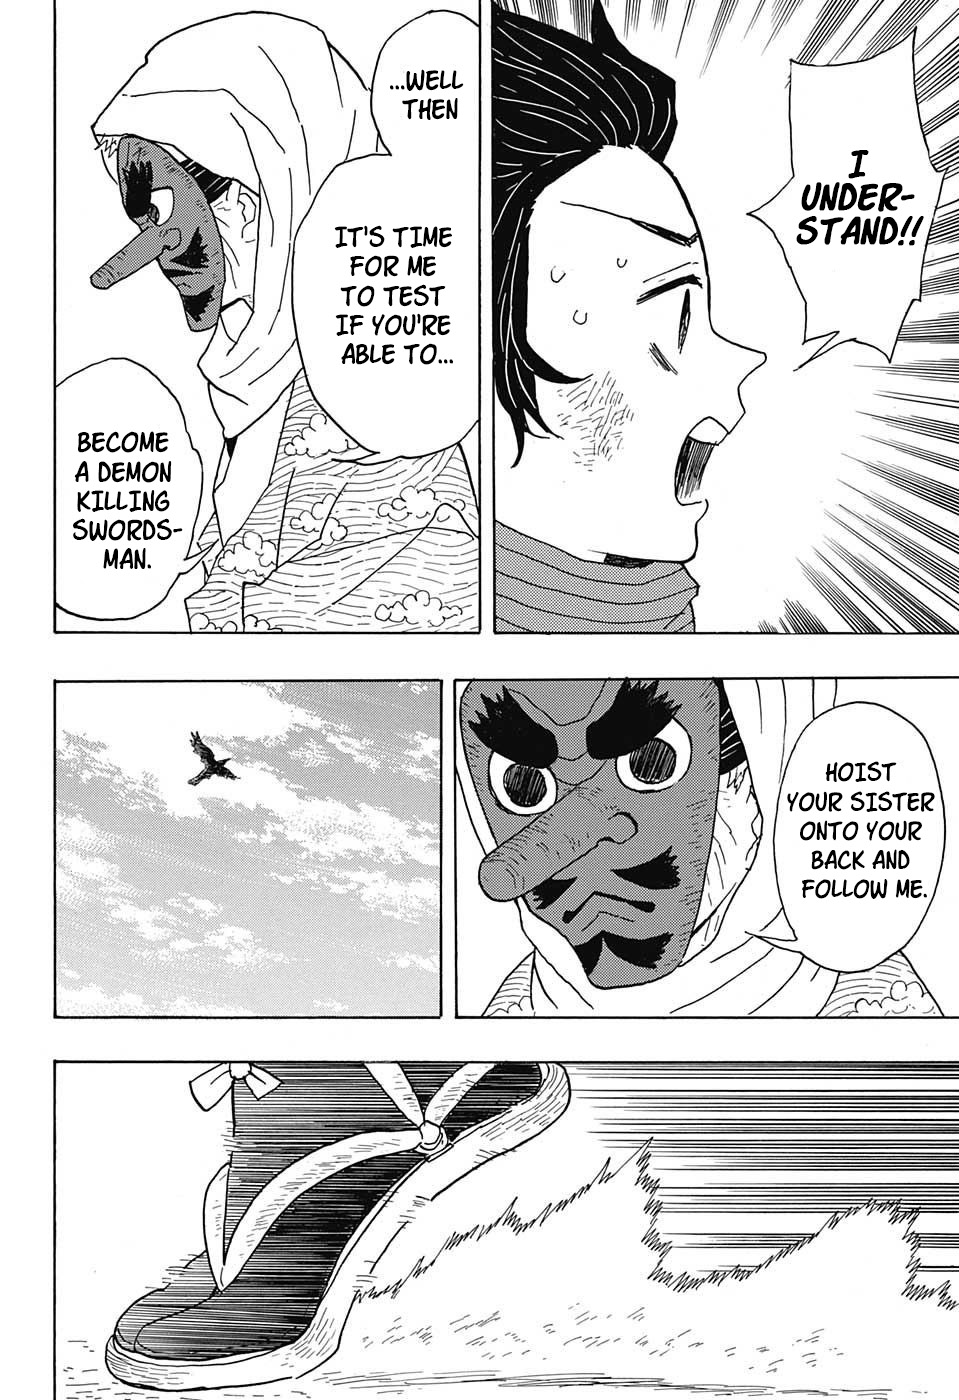 I
UNDER-
STAND!!
...WELL
THEN
IT'S TIME
FOR ME
TO TEST
IF YOU'RE
ABLE TO...
BECOME
A DEMON
KILLING
SWORDS-
MAN.
HOIST
YOUR SISTER
ONTO YOUR
BACK AND
FOLLOW ME.